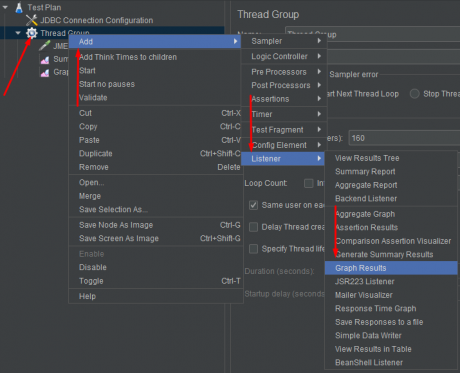 Test Plan
JDBC Connection Configuration
Thread Group
JME
Sum
Grap
Add
Add Think Times to children
Start
Start no pauses
Validate
Cut Ctrl-X
Copy Ctrl-C
Paste Ctrl-V
Duplicate Ctrl+Shift-C
Remove Delete
Open...
Merge
Save Selection As...
Save Node As Image Ctrl-G
Save Screen As Image Ctrl+Shift-G
Enable
Disable
Toggle Ctrl-T
Help
Sampler
Logic Controller
Pre Processors
Post Processors
Assertions
Timer
Test Fragment
Config Element
Listener
View Results Tree
Summary Report
Aggregate Report
Backend Listener
Aggregate Graph
Assertion Results
Comparison Assertion Visualizer
Generate Summary Results
Graph Results
JSR223 Listener
Mailer Visualizer
Response Time Graph
Save Responses to a file
Simple Data Writer
View Results in Table
BeanShell Listener
Thread Group
Name: Thread Group
Sampler error
rt Next Thread Loop Stop Threa
ers): 160
Loop Count: In
Same user on eac
Delay Thread crea
Specify Thread life
Duration (seconds)
Startup delay (seconds